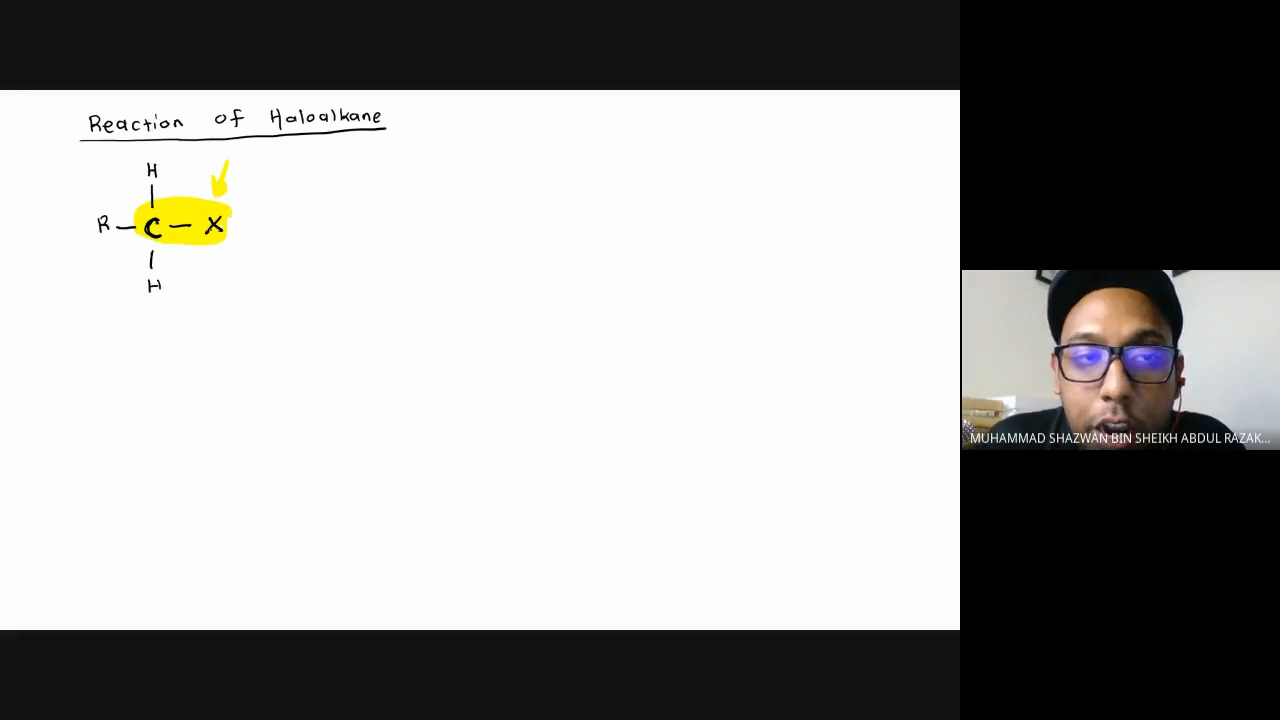 Reaction of Haloalkane
H
R - C - X
H
MUHAMMAD SHAZWAN BIN SHEIKH ABDUL RAZAK...